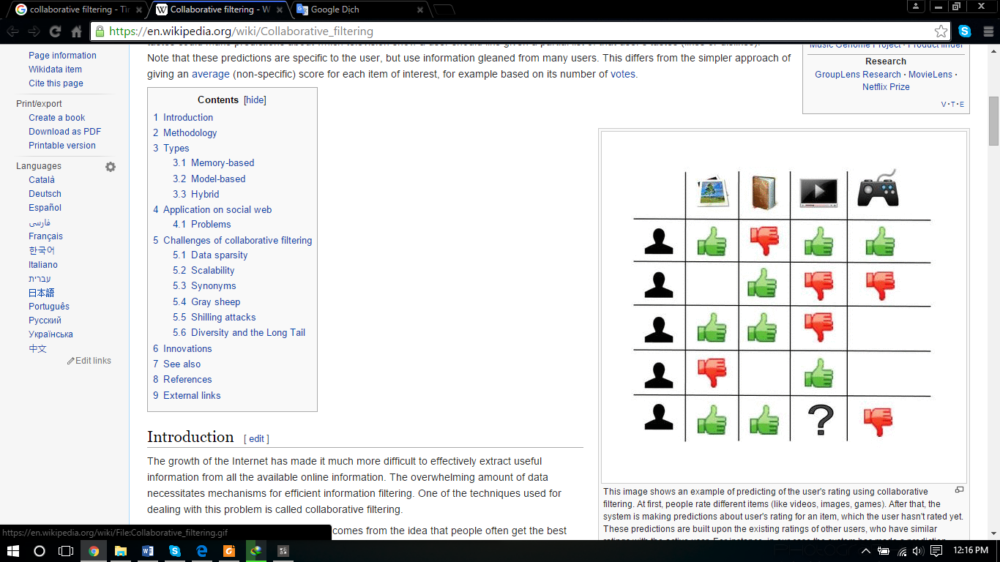 collaborative filtering - Tir
Collaborative filtering - W
Google Dịch
https://en.wikipedia.org/wiki/Collaborative_filtering
Page information
Wikidata item
Cite this page
Print/export
Create a book
Download as PDF
Printable version
Languages
Català
Deutsch
Español
فارسی
Français
한국어
Italiano
עברית
日本語
Português
Русский
Українська
中文
Edit links
Note that these predictions are specific to the user, but use information gleaned from many users. This differs from the simpler approach of
giving an average (non-specific) score for each item of interest, for example based on its number of votes.
Contents [hide]
1 Introduction
2 Methodology
3 Types
3.1 Memory-based
3.2 Model-based
3.3 Hybrid
4 Application on social web
4.1 Problems
5 Challenges of collaborative filtering
5.1 Data sparsity
5.2 Scalability
5.3 Synonyms
5.4 Gray sheep
5.5 Shilling attacks
5.6 Diversity and the Long Tail
6 Innovations
7 See also
8 References
9 External links
Introduction [ edit ]
The growth of the Internet has made it much more difficult to effectively extract useful
information from all the available online information. The overwhelming amount of data
necessitates mechanisms for efficient information filtering. One of the techniques used for
dealing with this problem is called collaborative filtering.
comes from the idea that people often get the best
Music Genome Project · Product finder
Research
GroupLens Research · MovieLens ·
Netflix Prize
V · T · E
?
This image shows an example of predicting of the user's rating using collaborative
filtering. At first, people rate different items (like videos, images, games). After that, the
system is making predictions about user's rating for an item, which the user hasn't rated yet.
These predictions are built upon the existing ratings of other users, who have similar
https://en.wikipedia.org/wiki/File:Collaborative_filtering.gif
12:16 PM